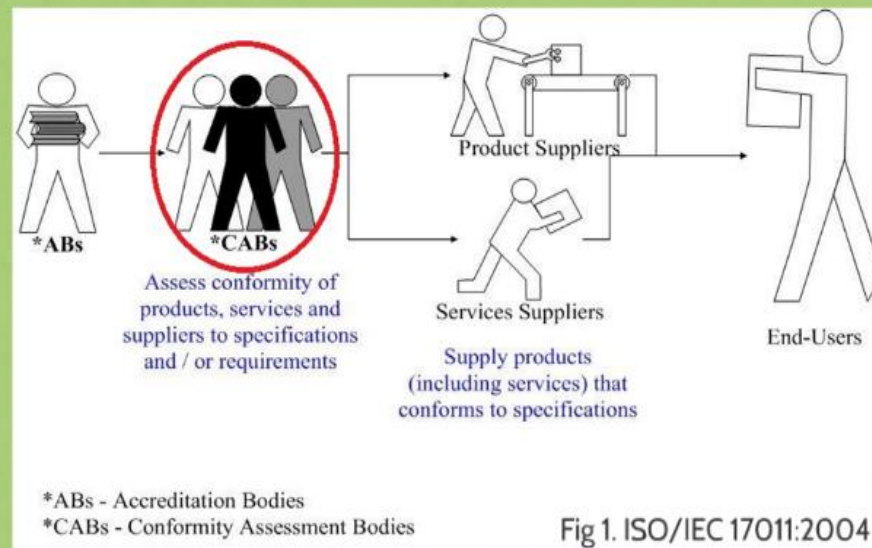 *ABs
*CABs
Assess conformity of
products, services and
suppliers to specifications
and / or requirements
Product Suppliers
Services Suppliers
Supply products
(including services) that
conforms to specifications
End-Users
*ABs - Accreditation Bodies
*CABs - Conformity Assessment Bodies
Fig 1. ISO/IEC 17011:2004